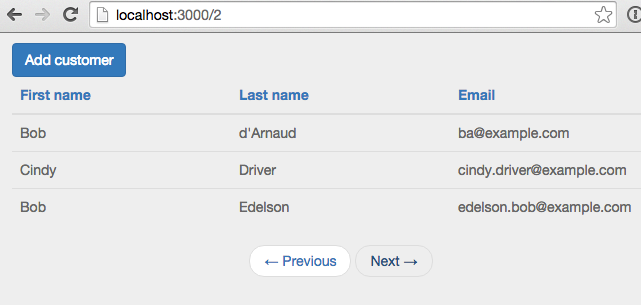 localhost:3000/2
Add customer
First name Last name Email
Bob d'Arnaud ba@example.com
Cindy Driver cindy.driver@example.com
Bob Edelson edelson.bob@example.com
← Previous Next →